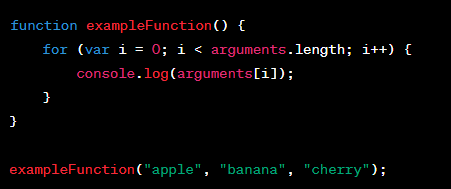 function exampleFunction() {
    for (var i = 0; i < arguments.length; i++) {
        console.log(arguments[i]);
    }
}

exampleFunction("apple", "banana", "cherry");